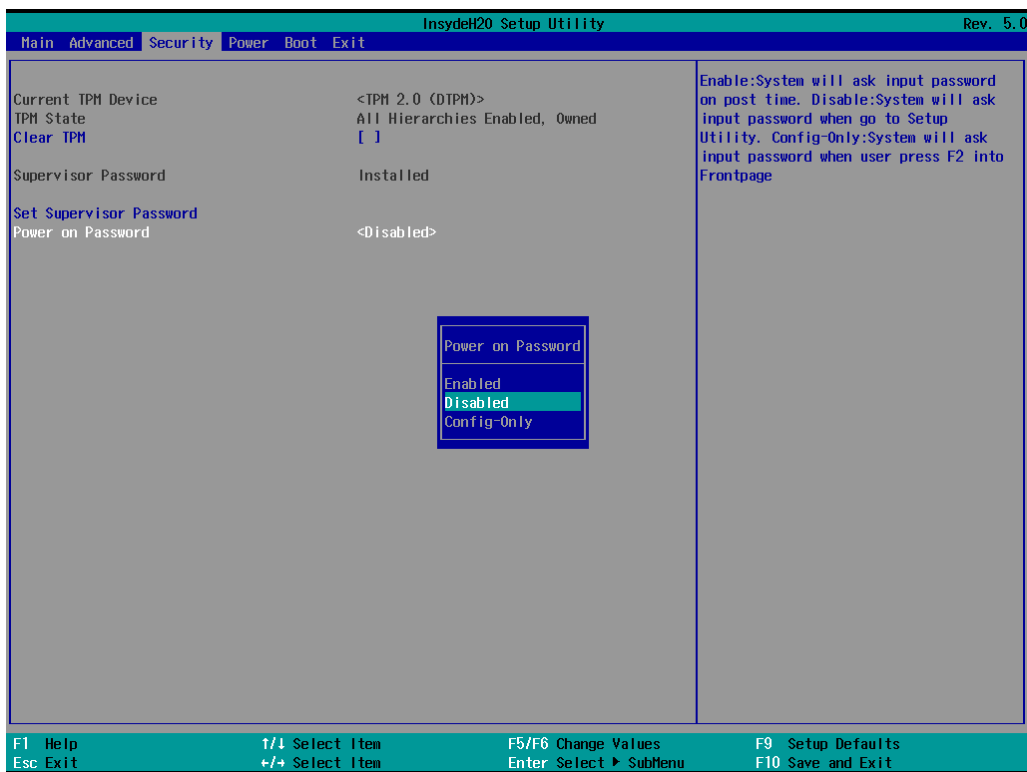 InsydeH20 Setup Utility Rev. 5.0
Main Advanced Security Power Boot Exit
Current TPM Device <TPM 2.0 (DTPM)>
TPM State All Hierarchies Enabled, Owned
Clear TPM [ ]
Supervisor Password Installed
Set Supervisor Password
Power on Password <Disabled>
Enable:System will ask input password
on post time. Disable:System will ask
input password when go to Setup
Utility. Config-Only:System will ask
input password when user press F2 into
Frontpage
Power on Password
Enabled
Disabled
Config-Only
F1 Help ↑/↓ Select Item F5/F6 Change Values F9 Setup Defaults
Esc Exit ←/→ Select Item Enter Select ▶ SubMenu F10 Save and Exit